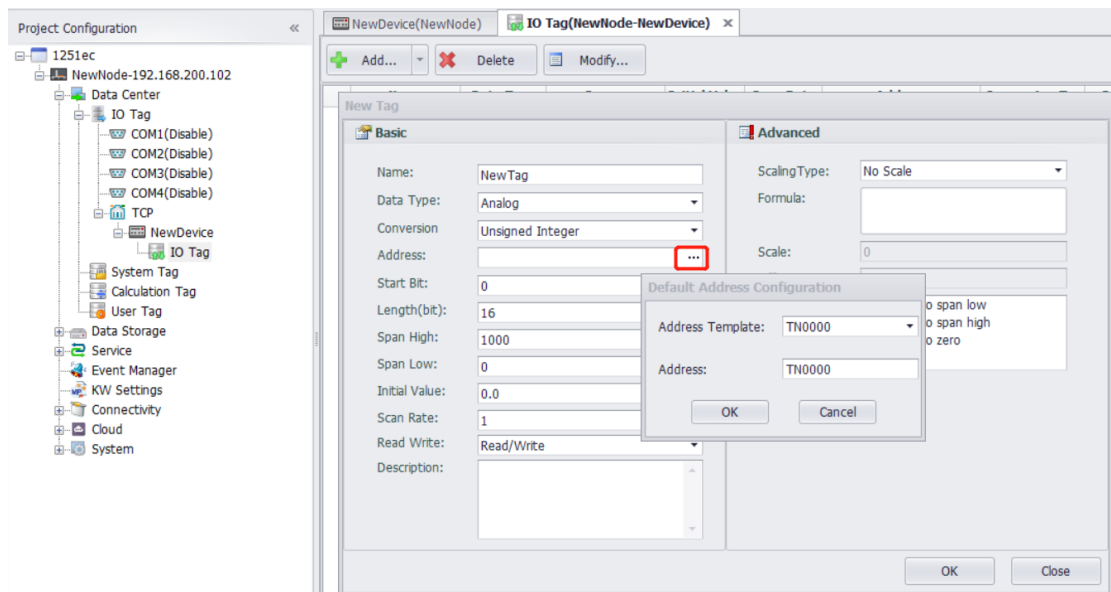 Project Configuration
1251ec
NewNode-192.168.200.102
Data Center
IO Tag
COM1(Disable)
COM2(Disable)
COM3(Disable)
COM4(Disable)
TCP
NewDevice
IO Tag
System Tag
Calculation Tag
User Tag
Data Storage
Service
Event Manager
KW Settings
Connectivity
Cloud
System
NewDevice(NewNode)
IO Tag(NewNode-NewDevice)
Add...
Delete
Modify...
New Tag
Basic
Name:
NewTag
Data Type:
Analog
Conversion
Unsigned Integer
Address:
...
Start Bit:
0
Length(bit):
16
Span High:
1000
Span Low:
0
Initial Value:
0.0
Scan Rate:
1
Read Write:
Read/Write
Description:
Advanced
ScalingType:
No Scale
Formula:
Scale:
0
o span low
o span high
o zero
Default Address Configuration
Address Template:
TN0000
Address:
TN0000
OK
Cancel
OK
Close